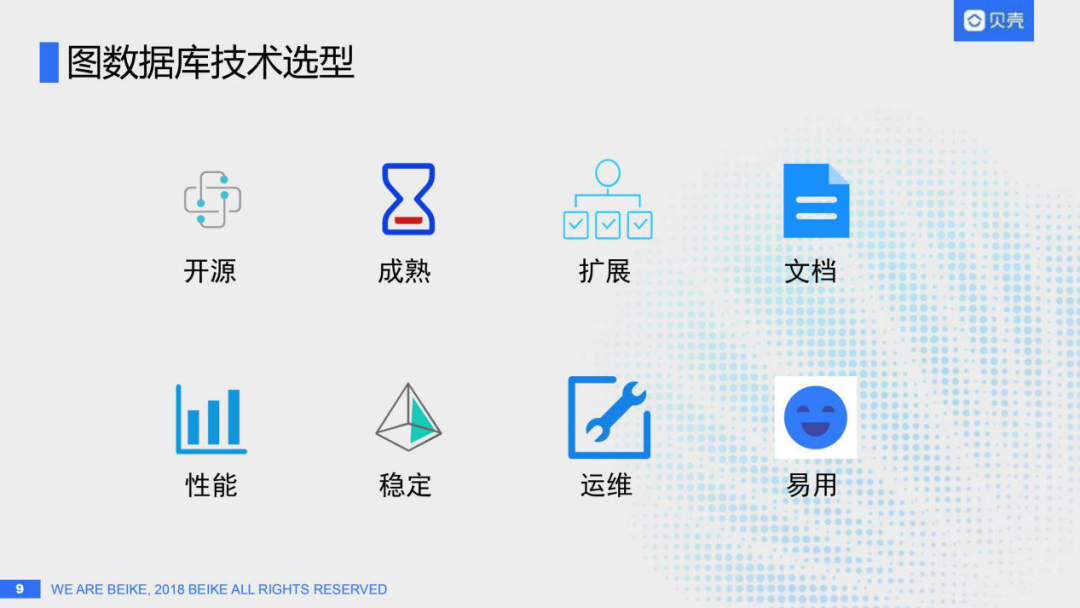 贝壳
图数据库技术选型
开源
成熟
扩展
文档
性能
稳定
运维
易用
9
WE ARE BEIKE, 2018 BEIKE ALL RIGHTS RESERVED